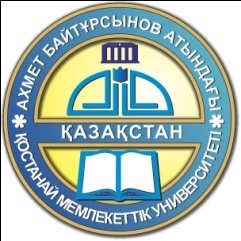 АХМЕТ БАЙТҰРСЫНОВ АТЫНДАҒЫ
ҚАЗАҚСТАН
ҚОСТАНАЙ МЕМЛЕКЕТТІК УНИВЕРСИТЕТІ